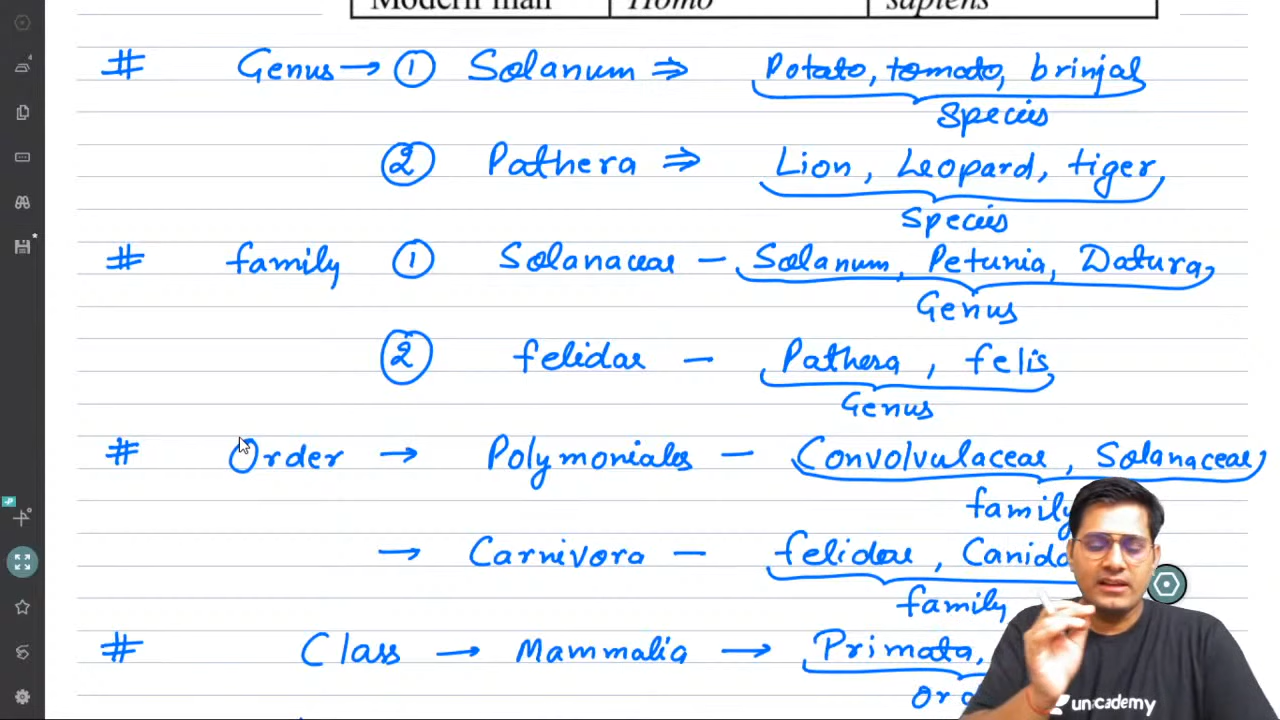 Modern man Homo sapiens
# Genus → ① Solanum ⇒ Potato, tomato, brinjal
Species
② Pathera ⇒ Lion, Leopard, tiger,
Species
# family ① Solanaceae – Solanum, Petunia, Datura,
Genus
② felidae – Pathera, felis
Genus
# Order → Polymoniales – Convolvulaceae, Solanaceae,
family
→ Carnivora – felidae,
family
# Class → Mammalia → Primata,
unacademy